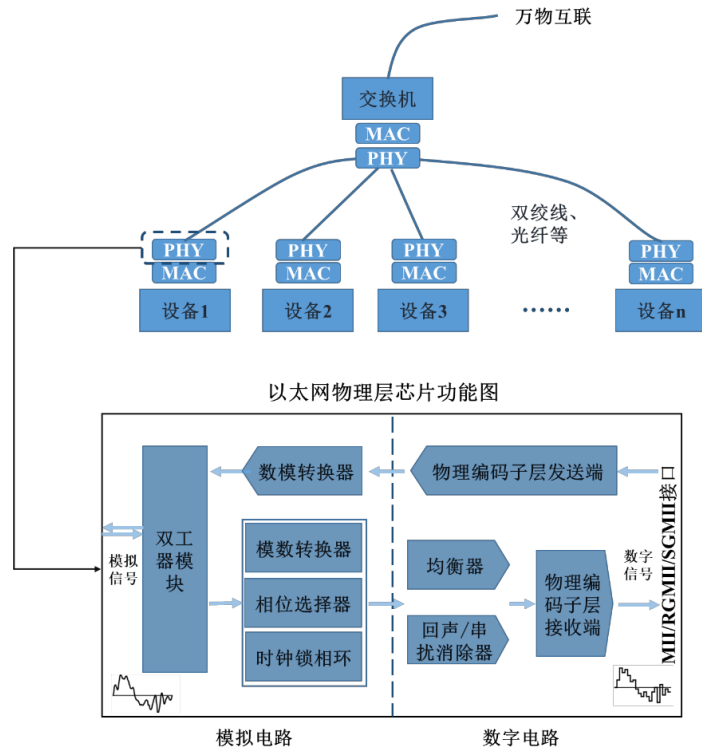 万物互联
交换机
MAC
PHY
双绞线、
光纤等
PHY
MAC
设备1
PHY
MAC
设备2
PHY
MAC
设备3
……
PHY
MAC
设备n
以太网物理层芯片功能图
数模转换器
物理编码子层发送端
双工
器模
块
模拟
信号
模数转换器
相位选择器
时钟锁相环
均衡器
回声/串
扰消除器
物理编
码子层
接收端
数字
信号
MII/RGMII/SGMII接口
模拟电路
数字电路